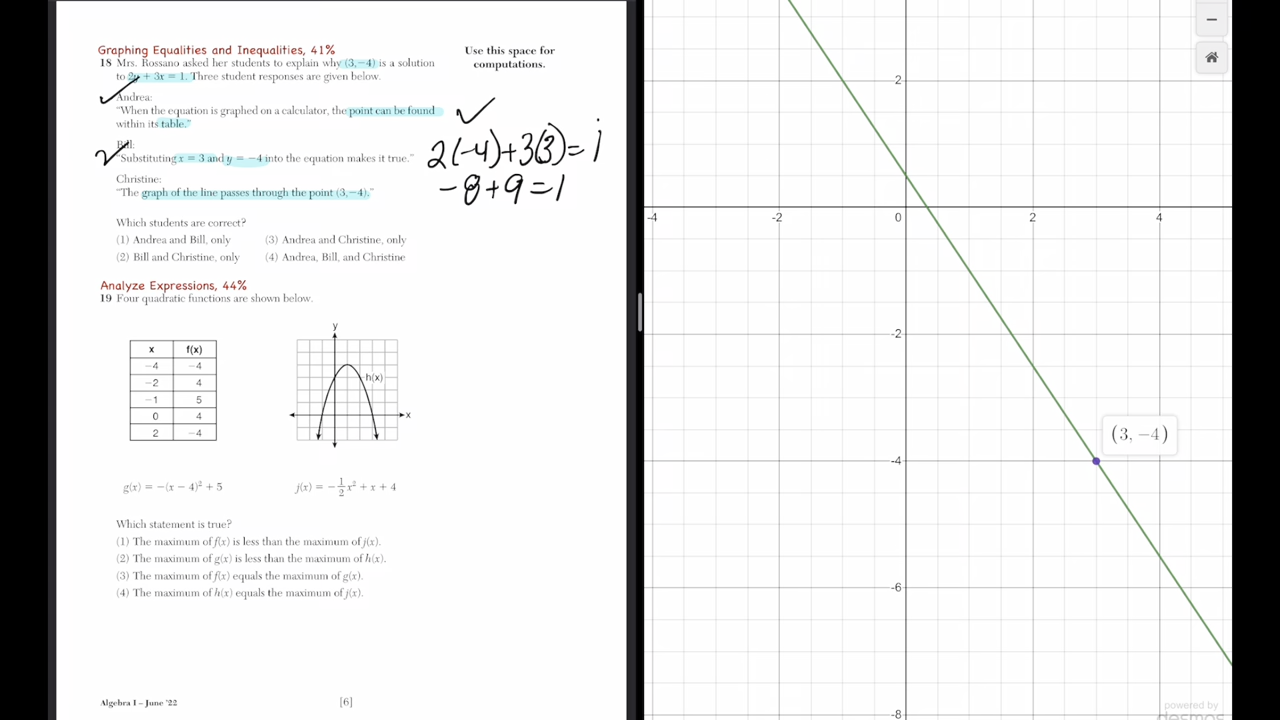 Graphing Equalities and Inequalities, 41%
18 Mrs. Rossano asked her students to explain why (3,−4) is a solution
to 2y + 3x = 1. Three student responses are given below.
Andrea:
“When the equation is graphed on a calculator, the point can be found
within its table.”
Bill:
“Substituting x = 3 and y = −4 into the equation makes it true.”
Christine:
“The graph of the line passes through the point (3,−4).”
Which students are correct?
(1) Andrea and Bill, only (3) Andrea and Christine, only
(2) Bill and Christine, only (4) Andrea, Bill, and Christine
Use this space for
computations.
2(-4)+3(3)=1
-8+9=1
Analyze Expressions, 44%
19 Four quadratic functions are shown below.
x f(x)
−4 −4
−2 4
−1 5
0 4
2 −4
y
h(x)
x
g(x) = −(x − 4)² + 5
j(x) = −1/2 x² + x + 4
Which statement is true?
(1) The maximum of f(x) is less than the maximum of j(x).
(2) The maximum of g(x) is less than the maximum of h(x).
(3) The maximum of f(x) equals the maximum of g(x).
(4) The maximum of h(x) equals the maximum of j(x).
Algebra I – June ’22 [6]
2
-4 -2 0 2 4
-2
(3, −4)
-4
-6
-8
powered by
desmos